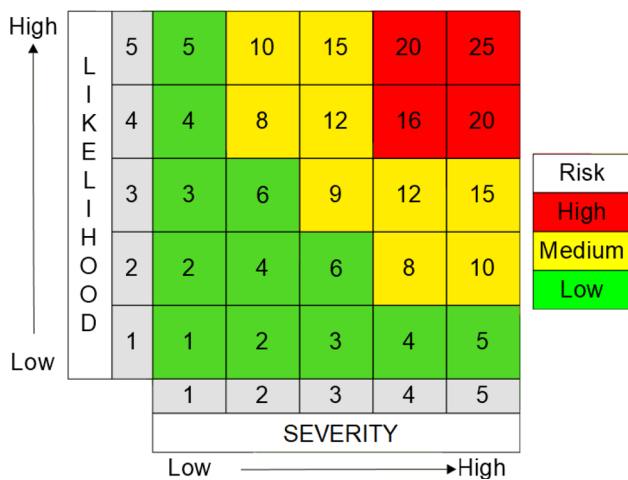 High
Low
LIKELIHOOD
5 5 10 15 20 25
4 4 8 12 16 20
3 3 6 9 12 15
2 2 4 6 8 10
1 1 2 3 4 5
1 2 3 4 5
SEVERITY
Low High
Risk
High
Medium
Low